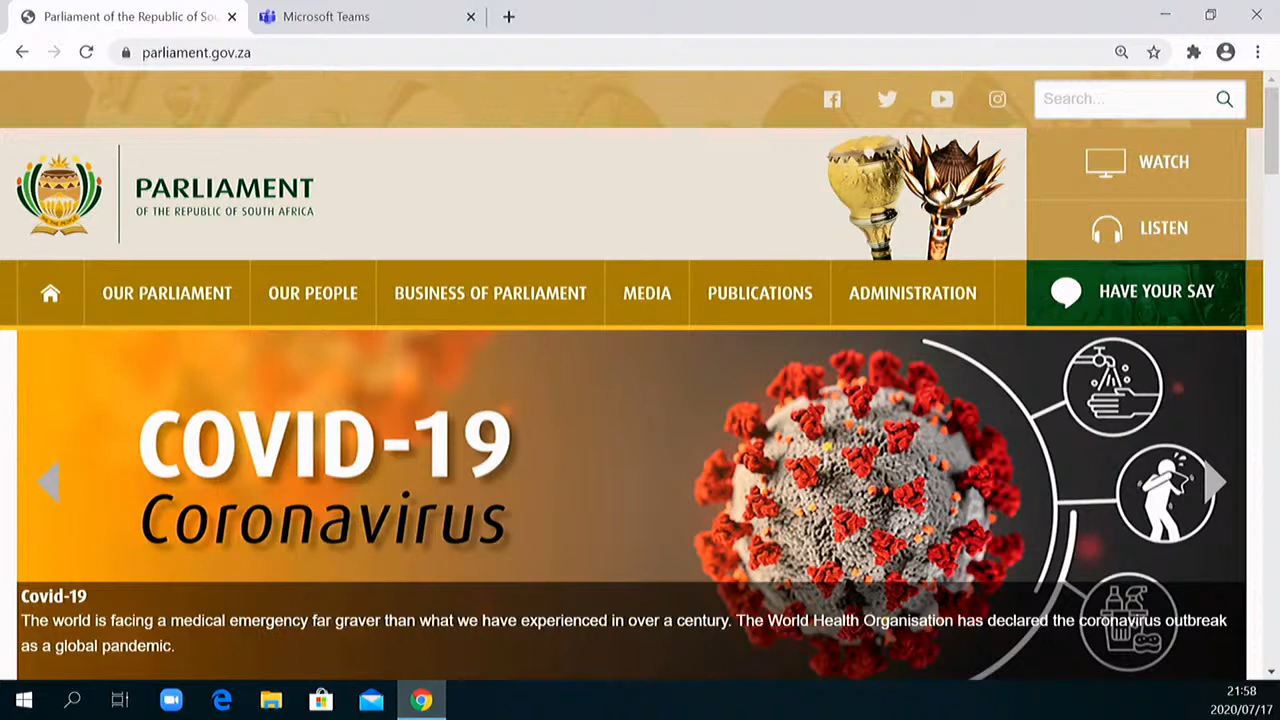 Parliament of the Republic of Sou
Microsoft Teams
parliament.gov.za
Search...
WATCH
PARLIAMENT
OF THE REPUBLIC OF SOUTH AFRICA
LISTEN
OUR PARLIAMENT
OUR PEOPLE
BUSINESS OF PARLIAMENT
MEDIA
PUBLICATIONS
ADMINISTRATION
HAVE YOUR SAY
COVID-19
Coronavirus
Covid-19
The world is facing a medical emergency far graver than what we have experienced in over a century. The World Health Organisation has declared the coronavirus outbreak
as a global pandemic.
21:58
2020/07/17